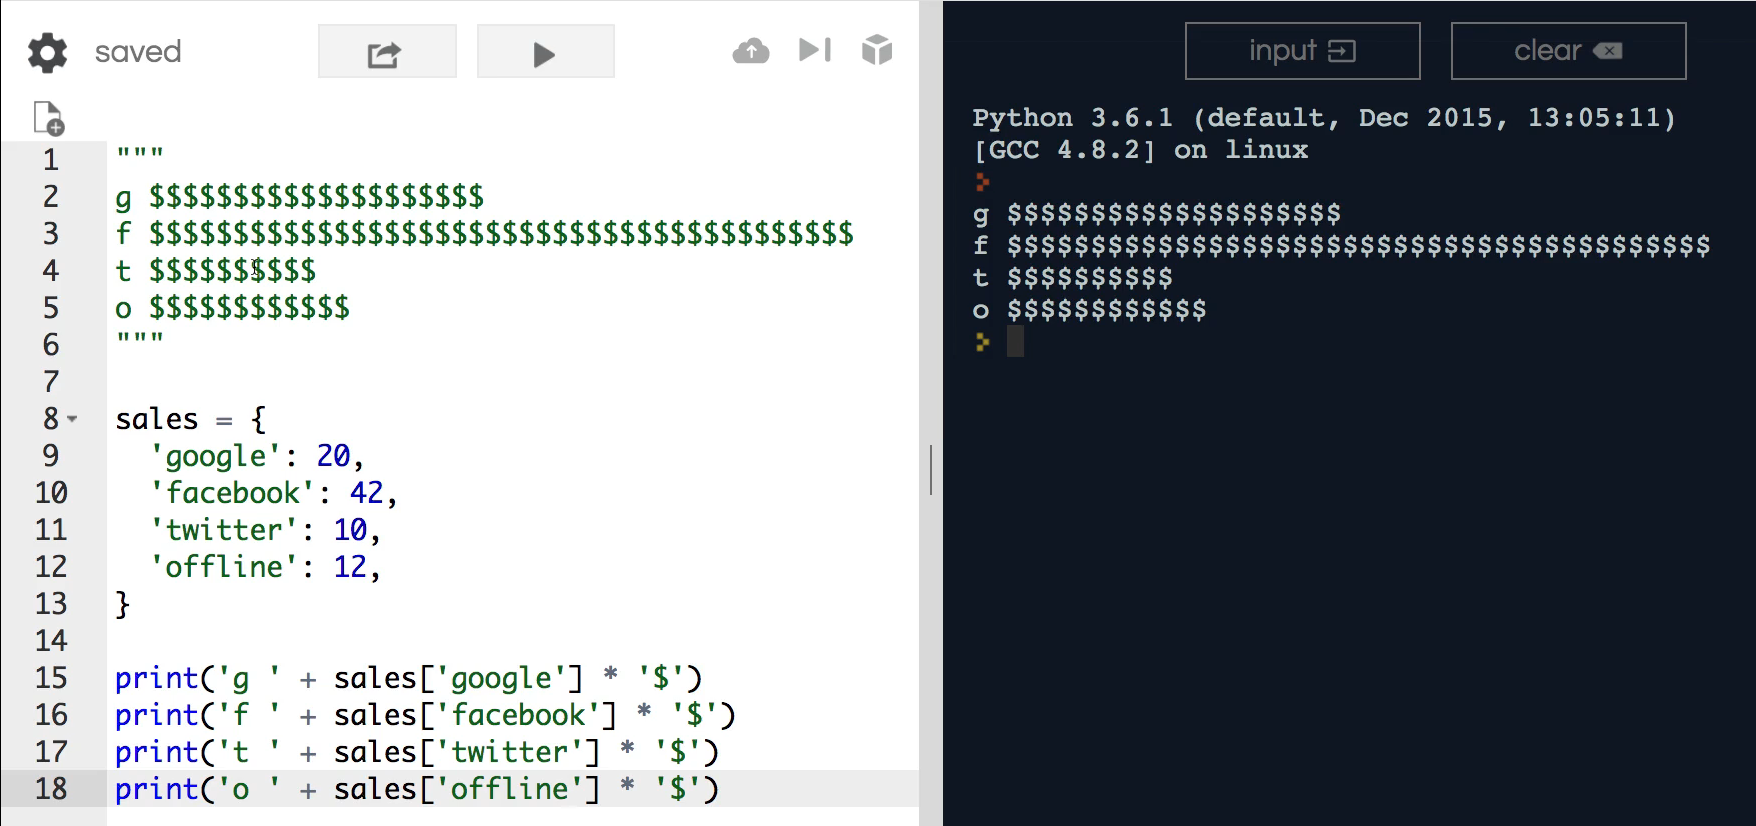 saved
input
clear
1 """
2 g $$$$$$$$$$$$$$$$$$$$
3 f $$$$$$$$$$$$$$$$$$$$$$$$$$$$$$$$$$$$$$$$$$
4 t $$$$$$$$$$
5 o $$$$$$$$$$$$
6 """
7
8 sales = {
9 'google': 20,
10 'facebook': 42,
11 'twitter': 10,
12 'offline': 12,
13 }
14
15 print('g ' + sales['google'] * '$')
16 print('f ' + sales['facebook'] * '$')
17 print('t ' + sales['twitter'] * '$')
18 print('o ' + sales['offline'] * '$')
Python 3.6.1 (default, Dec 2015, 13:05:11)
[GCC 4.8.2] on linux
g $$$$$$$$$$$$$$$$$$$$
f $$$$$$$$$$$$$$$$$$$$$$$$$$$$$$$$$$$$$$$$$$
t $$$$$$$$$$
o $$$$$$$$$$$$